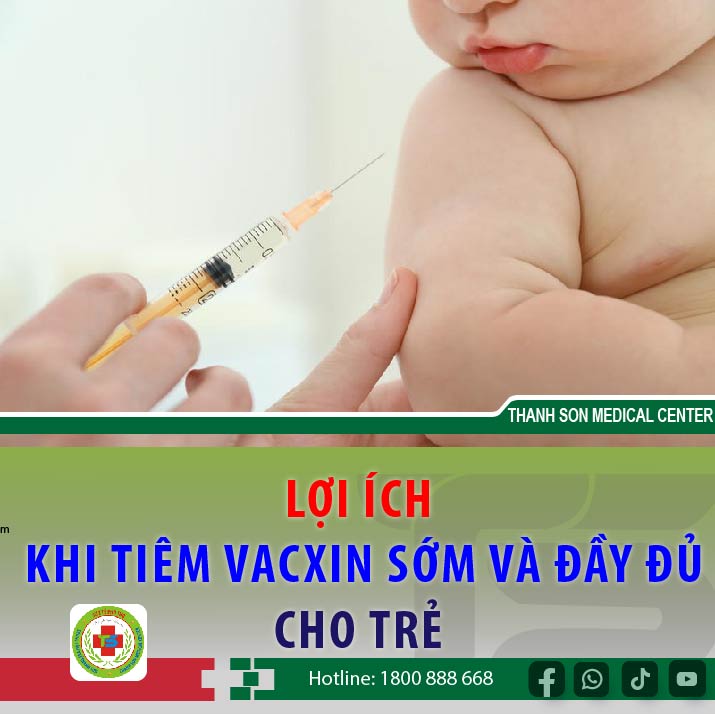 THANH SON MEDICAL CENTER
LỢI ÍCH
m
KHI TIÊM VACXIN SỚM VÀ ĐẦY ĐỦ
CHO TRẺ
Hotline: 1800 888 668